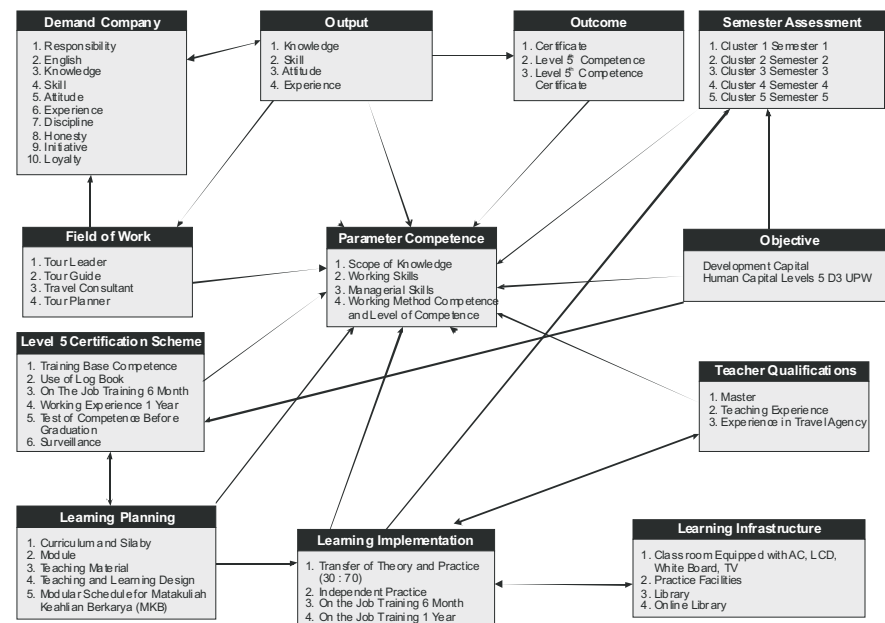 Demand Company
1. Responsibility
2. English
3. Knowledge
4. Skill
5. Attitude
6. Experience
7. Discipline
8. Honesty
9. Initiative
10. Loyalty
Output
1. Knowledge
2. Skill
3. Attitude
4. Experience
Outcome
1. Certificate
2. Level 5th Competence
3. Level 5th Competence
Certificate
Semester Assessment
1. Cluster 1 Semester 1
2. Cluster 2 Semester 2
3. Cluster 3 Semester 3
4. Cluster 4 Semester 4
5. Cluster 5 Semester 5
Field of Work
1. Tour Leader
2. Tour Guide
3. Travel Consultant
4. Tour Planner
Parameter Competence
1. Scope of Knowledge
2. Working Skills
3. Managerial Skills
4. Working Method Competence
and Level of Competence
Objective
Development Capital
Human Capital Levels 5 D3 UPW
Level 5 Certification Scheme
1. Training Base Competence
2. Use of Log Book
3. On The Job Training 6 Month
4. Working Experience 1 Year
5. Test of Competence Before
Graduation
6. Surveillance
Teacher Qualifications
1. Master
2. Teaching Experience
3. Experience in Travel Agency
Learning Planning
1. Curriculum and Silaby
2. Module
3. Teaching Material
4. Teaching and Learning Design
5. Modular Schedule for Matakuliah
Keahlian Berkarya (MKB)
Learning Implementation
1. Transfer of Theory and Practice
(30 : 70)
2. Independent Practice
3. On the Job Training 6 Month
4. On the Job Training 1 Year
Learning Infrastructure
1. Classroom Equipped with AC, LCD,
White Board, TV
2. Practice Facilities
3. Library
4. Online Library